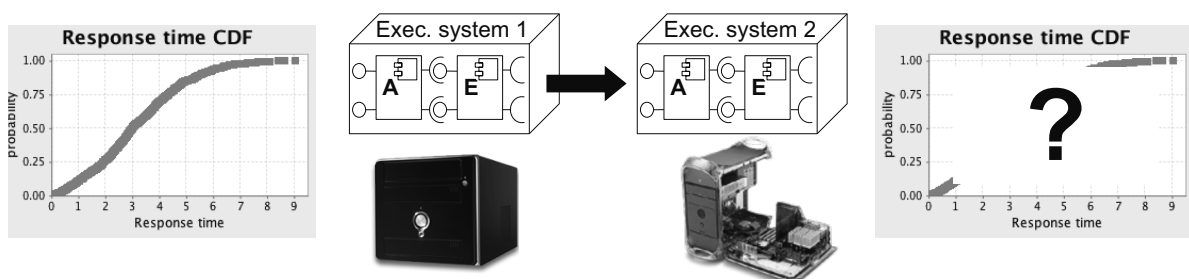 Response time CDF
1.00
0.75
0.50
0.25
0.00
probability
0 1 2 3 4 5 6 7 8 9
Response time
Exec. system 1
A E
Exec. system 2
A E
Response time CDF
1.00
0.75
0.50
0.25
0.00
probability
?
0 1 2 3 4 5 6 7 8 9
Response time